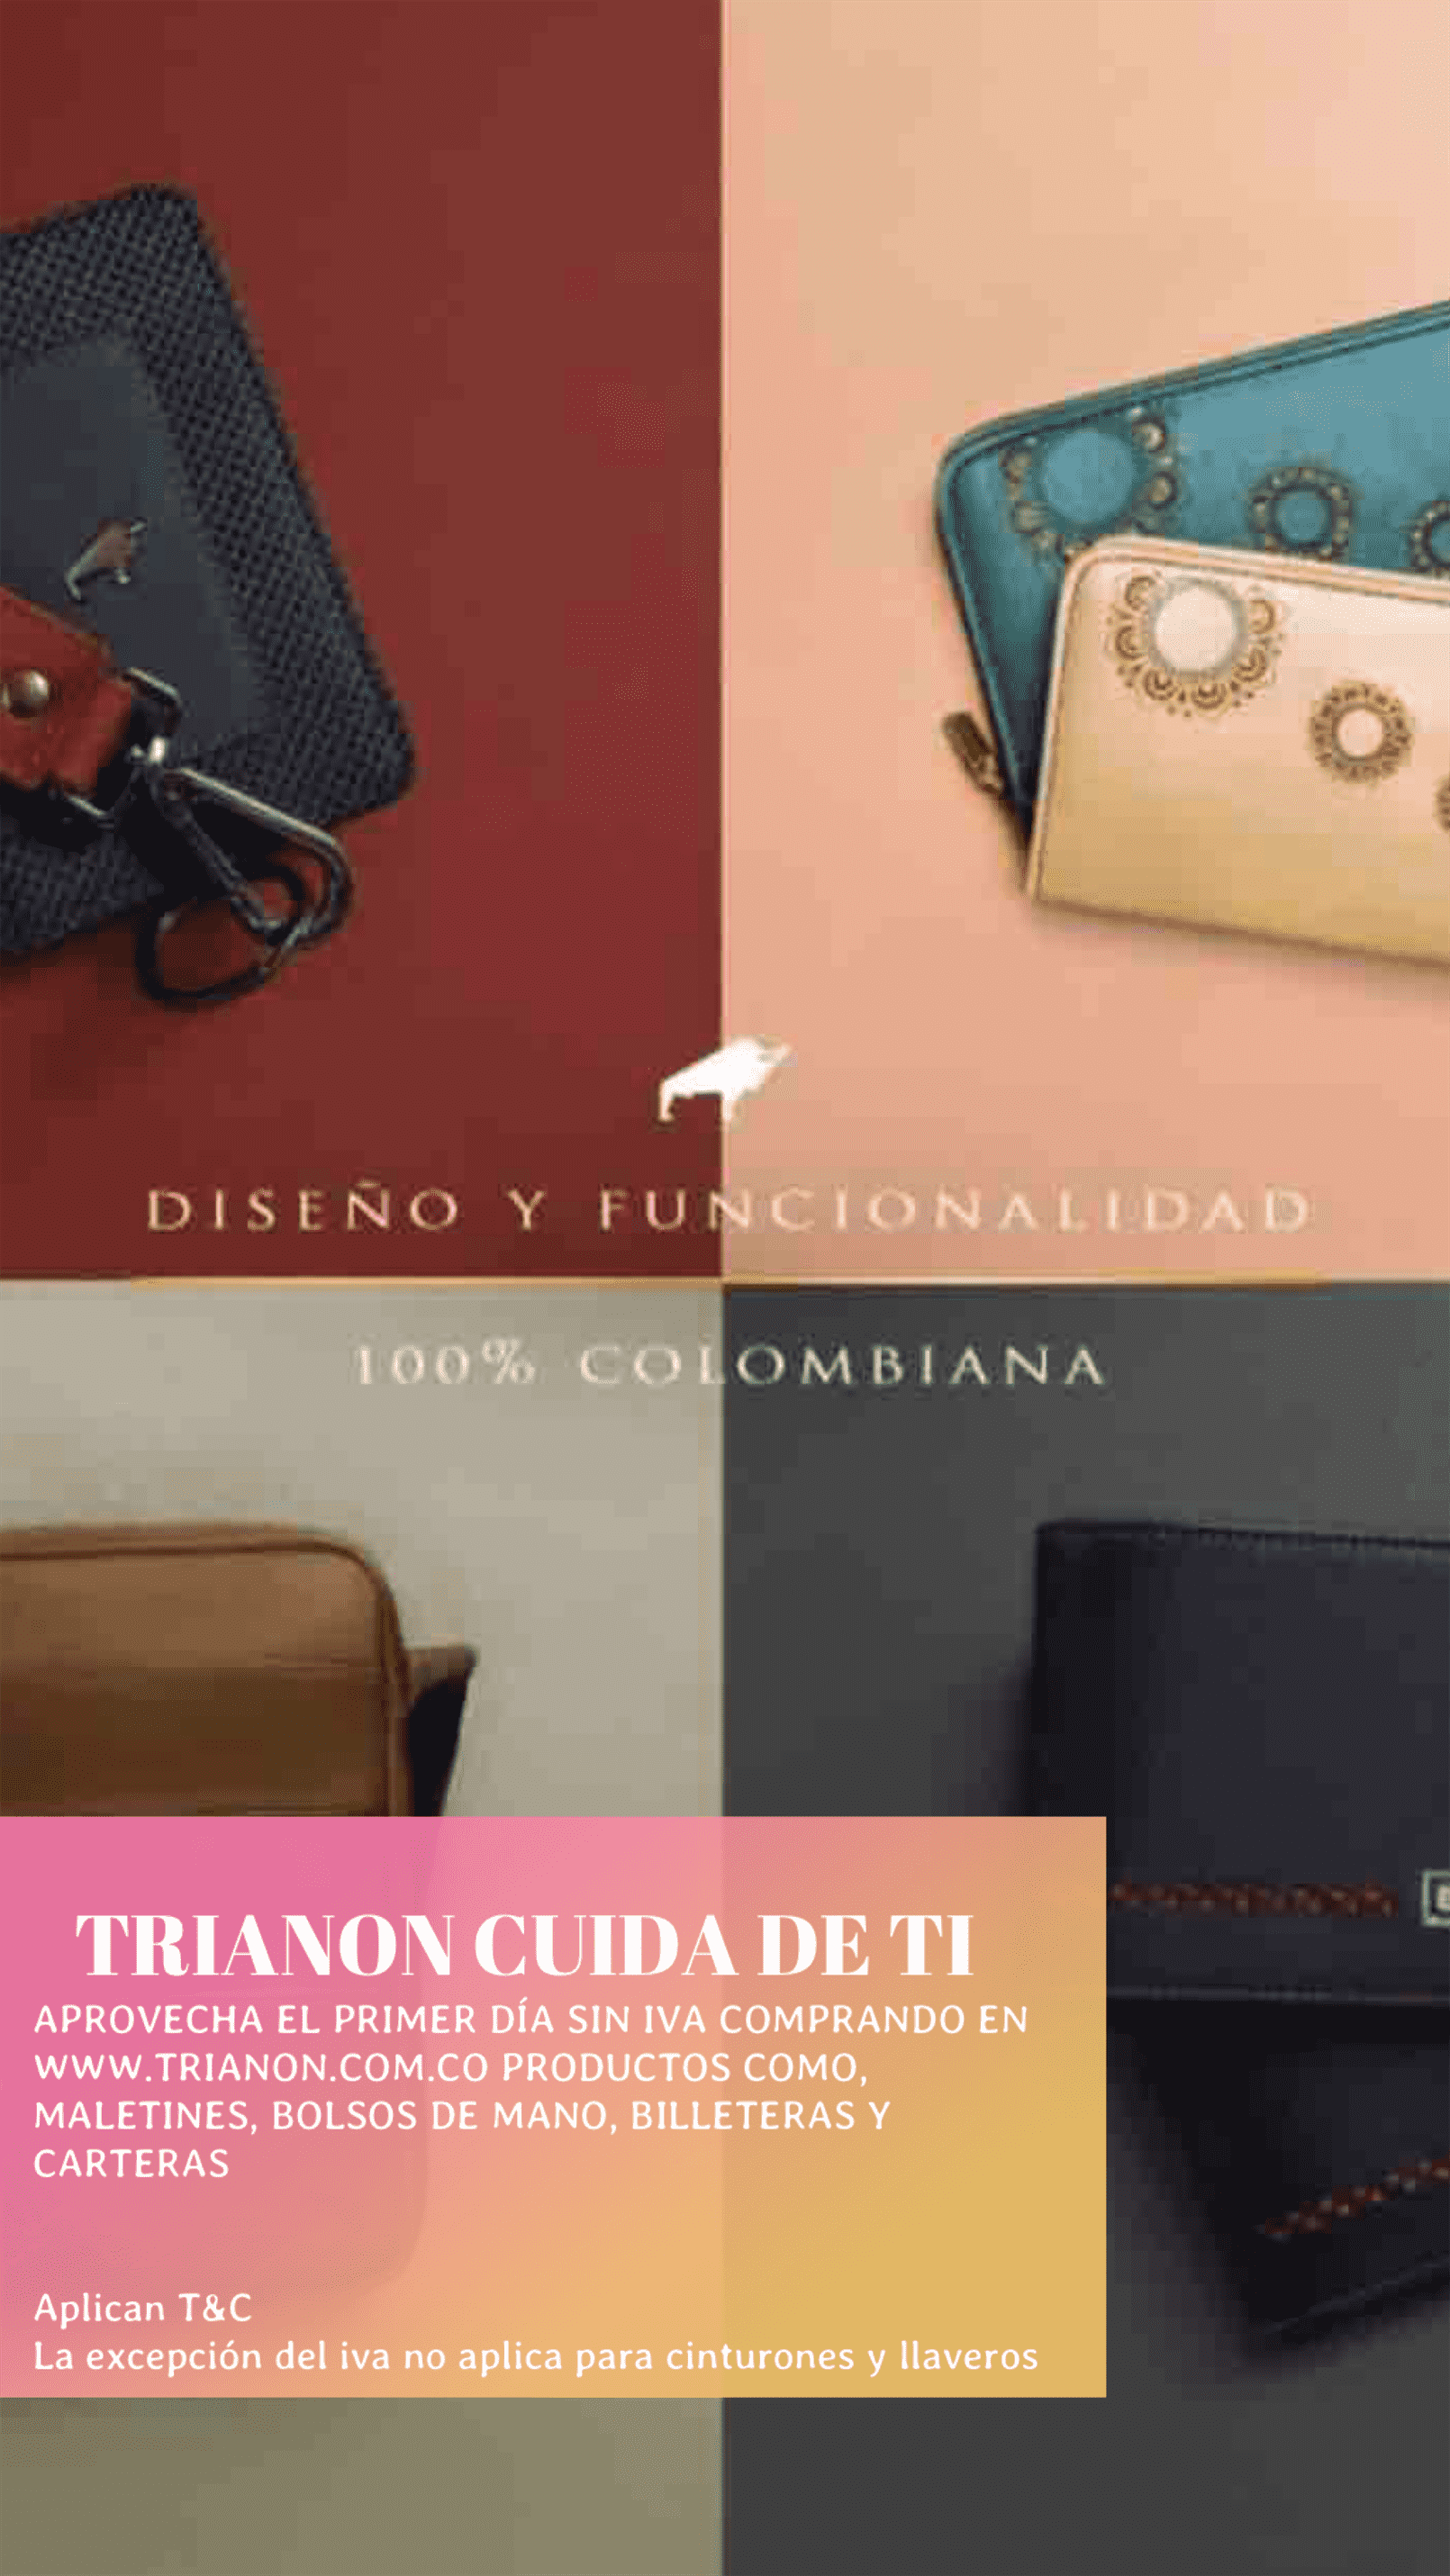 DISEÑO Y FUNCIONALIDAD
100% COLOMBIANA
TRIANON CUIDA DE TI
APROVECHA EL PRIMER DÍA SIN IVA COMPRANDO EN
WWW.TRIANON.COM.CO PRODUCTOS COMO,
MALETINES, BOLSOS DE MANO, BILLETERAS Y
CARTERAS
Aplican T&C
La excepción del iva no aplica para cinturones y llaveros